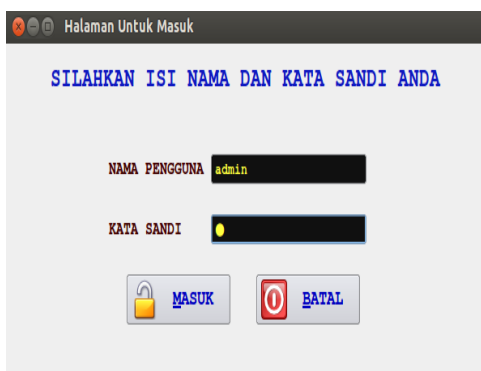 Halaman Untuk Masuk
SILAHKAN ISI NAMA DAN KATA SANDI ANDA
NAMA PENGGUNA admin
KATA SANDI
MASUK BATAL